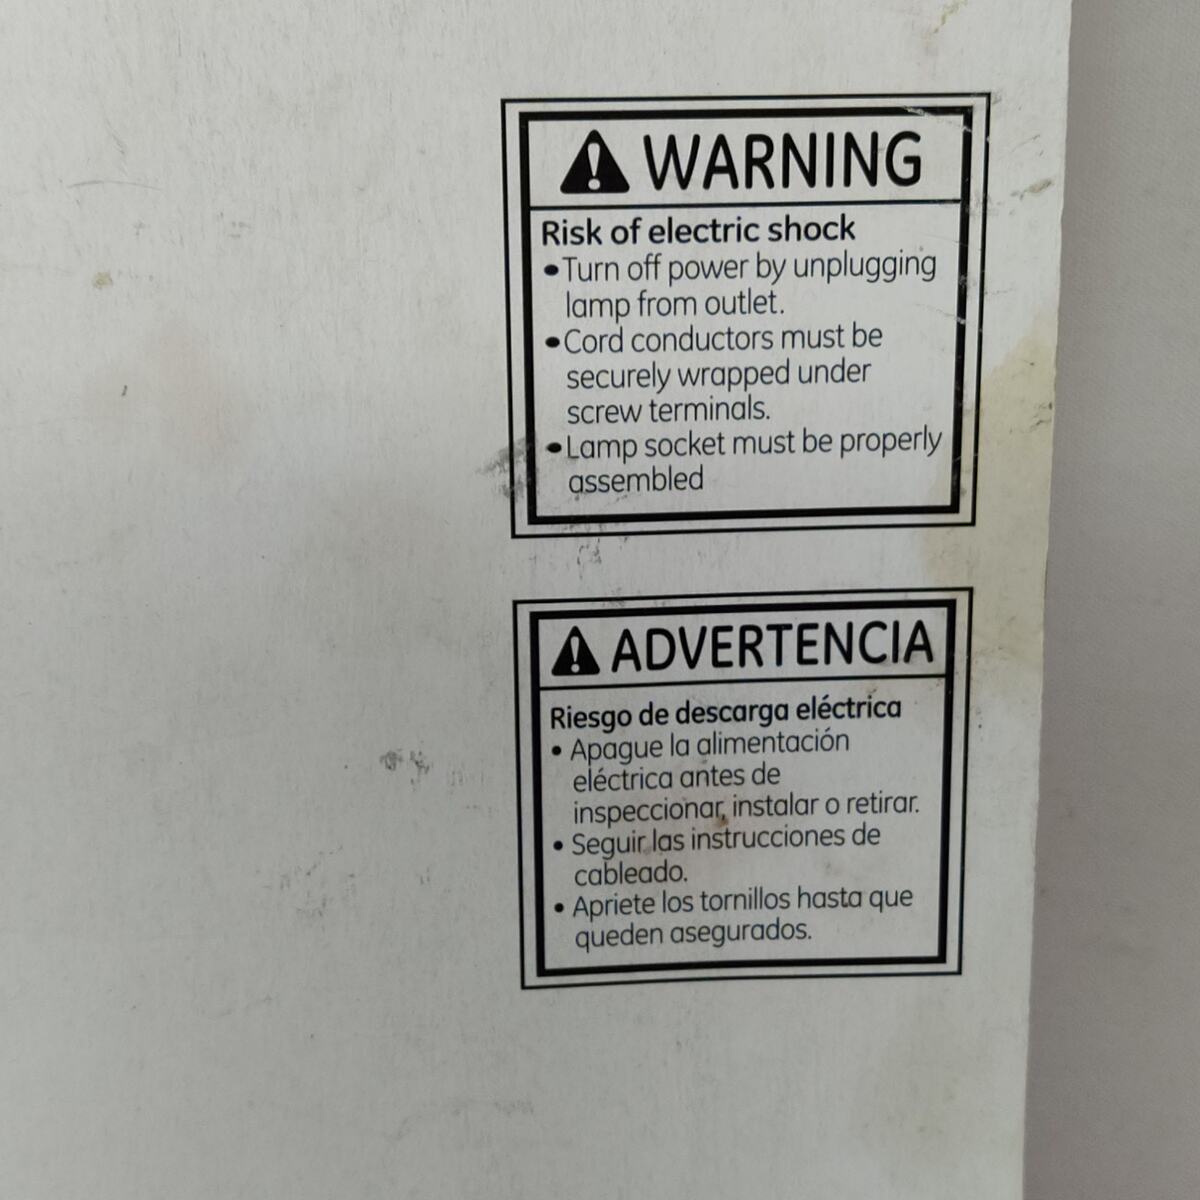 WARNING
Risk of electric shock
•Turn off power by unplugging
lamp from outlet.
•Cord conductors must be
securely wrapped under
screw terminals.
•Lamp socket must be properly
assembled
ADVERTENCIA
Riesgo de descarga eléctrica
• Apague la alimentación
eléctrica antes de
inspeccionar, instalar o retirar.
• Seguir las instrucciones de
cableado.
• Apriete los tornillos hasta que
queden asegurados.